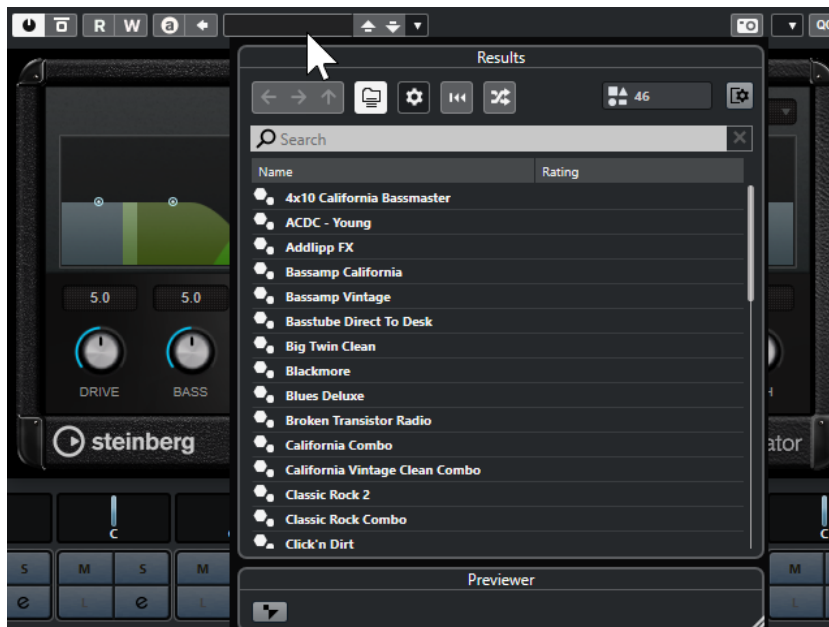 R W a QC
Results
46
Search
Name Rating
4x10 California Bassmaster
ACDC - Young
Addlipp FX
Bassamp California
Bassamp Vintage
Basstube Direct To Desk
Big Twin Clean
Blackmore
Blues Deluxe
Broken Transistor Radio
California Combo
California Vintage Clean Combo
Classic Rock 2
Classic Rock Combo
Click'n Dirt
Previewer
5.0 5.0
DRIVE BASS H
steinberg ator
C C
S M S M M
e L e L L